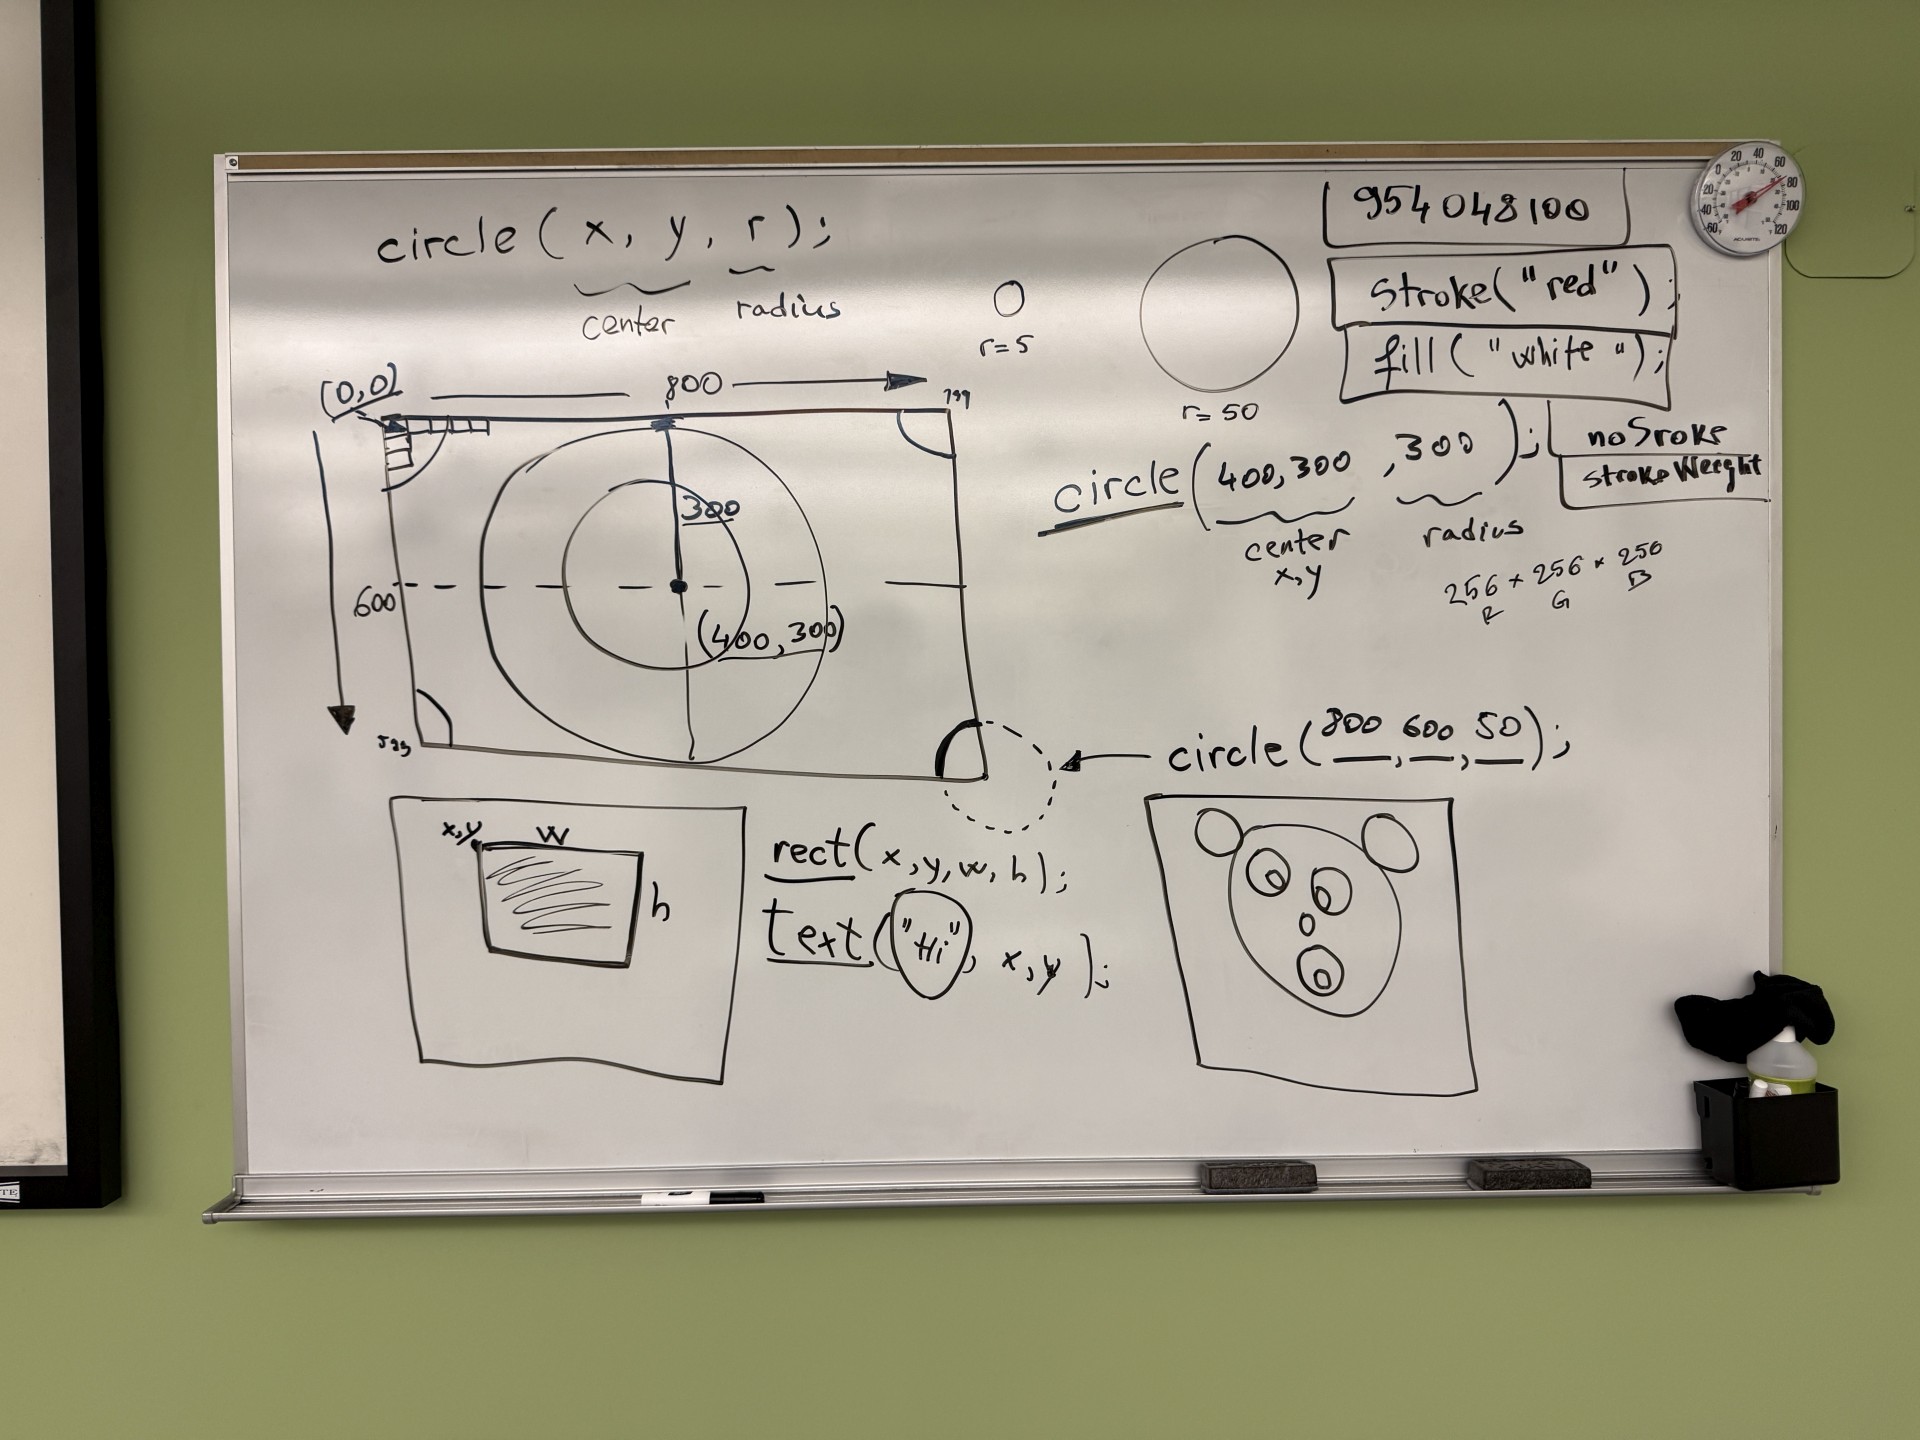 circle ( x, y, r );
center
radius
r=5
r= 50
954048100
stroke("red");
fill("white");
noSroke
strokeWeight
(0,0)
800
799
600
599
300
(400,300)
circle(400,300,300);
center
x,y
radius
256 * 256 * 256
R G B
circle(800, 600, 50);
x,y
w
h
rect(x,y,w,h);
text("Hi", x,y);
20 40 60 80 100 120
0
20
40
60
ACURITE
TE